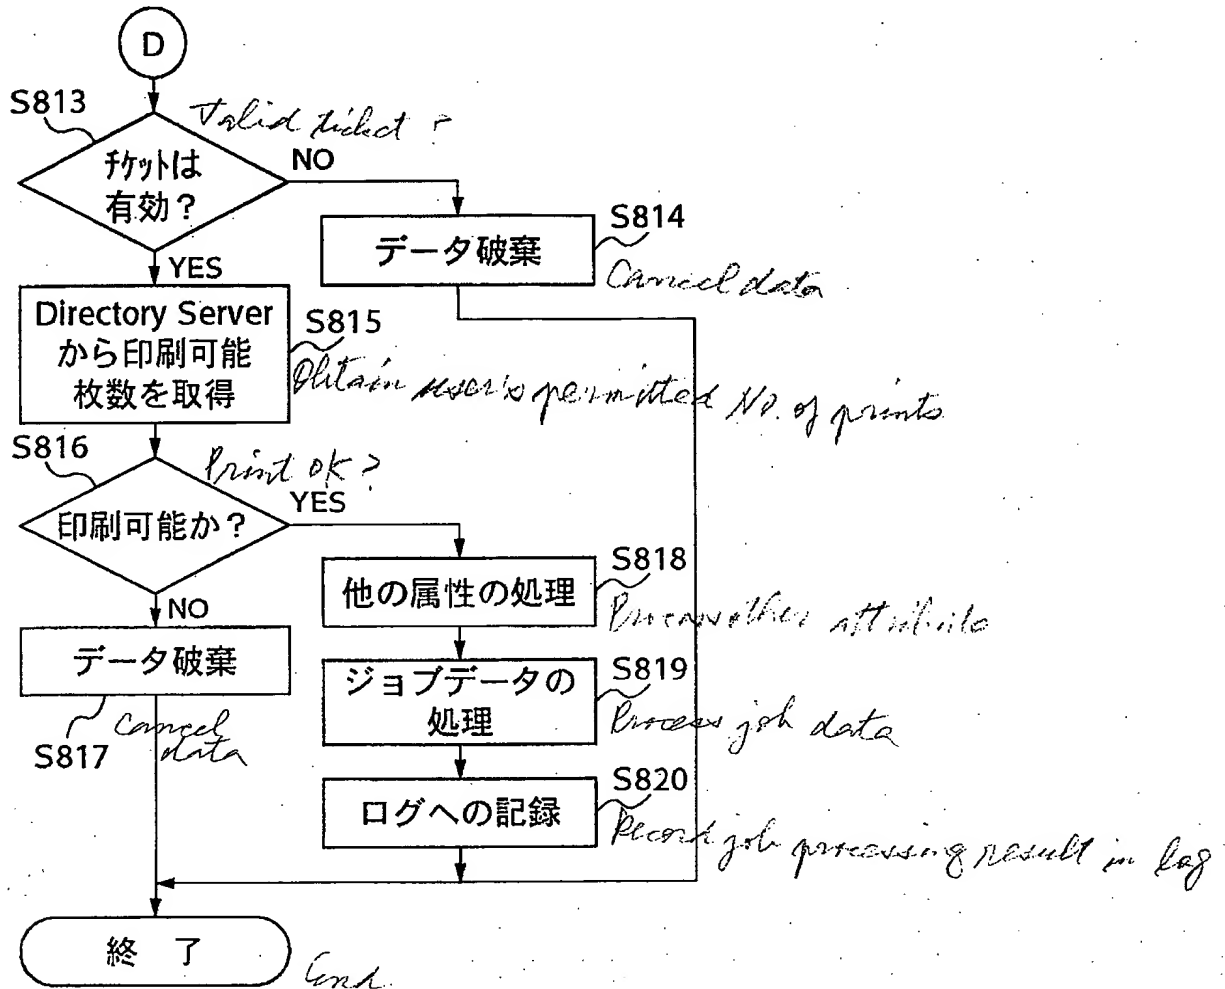 D
S813
Valid ticket ?
チケットは
有効?
NO
YES
S814
データ破棄
Cancel data
Directory Server
から印刷可能
枚数を取得
S815
Obtain user's permitted No. of prints
S816
Print OK?
YES
印刷可能か?
NO
S818
他の属性の処理
Process other attribute
データ破棄
S817
cancel
data
S819
ジョブデータの
処理
Process job data
S820
ログへの記録
Record job processing result in log
終 了
End